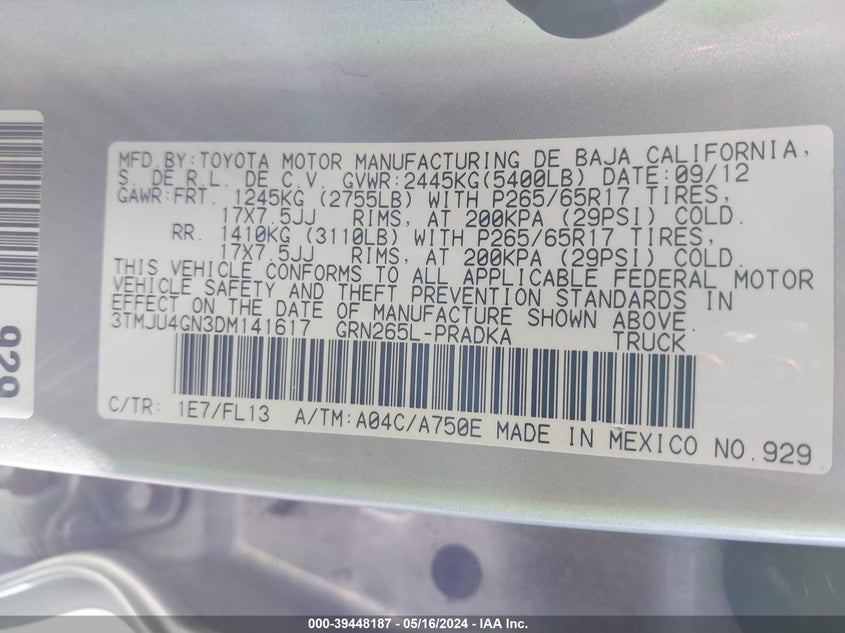 MFD.BY:TOYOTA MOTOR MANUFACTURING DE BAJA CALIFORNIA,
S. DE R.L. DE C.V. GVWR:2445KG(5400LB) DATE:09/12
GAWR:FRT. 1245KG (2755LB) WITH P265/65R17 TIRES,
17X7.5JJ RIMS, AT 200KPA (29PSI) COLD.
RR. 1410KG (3110LB) WITH P265/65R17 TIRES,
17X7.5JJ RIMS, AT 200KPA (29PSI) COLD.
THIS VEHICLE CONFORMS TO ALL APPLICABLE FEDERAL MOTOR
VEHICLE SAFETY AND THEFT PREVENTION STANDARDS IN
EFFECT ON THE DATE OF MANUFACTURE SHOWN ABOVE.
3TMJU4GN3DM141617 GRN265L-PRADKA TRUCK
C/TR: 1E7/FL13 A/TM:A04C/A750E MADE IN MEXICO NO.929
929
000-39448187 - 05/16/2024 - IAA Inc.